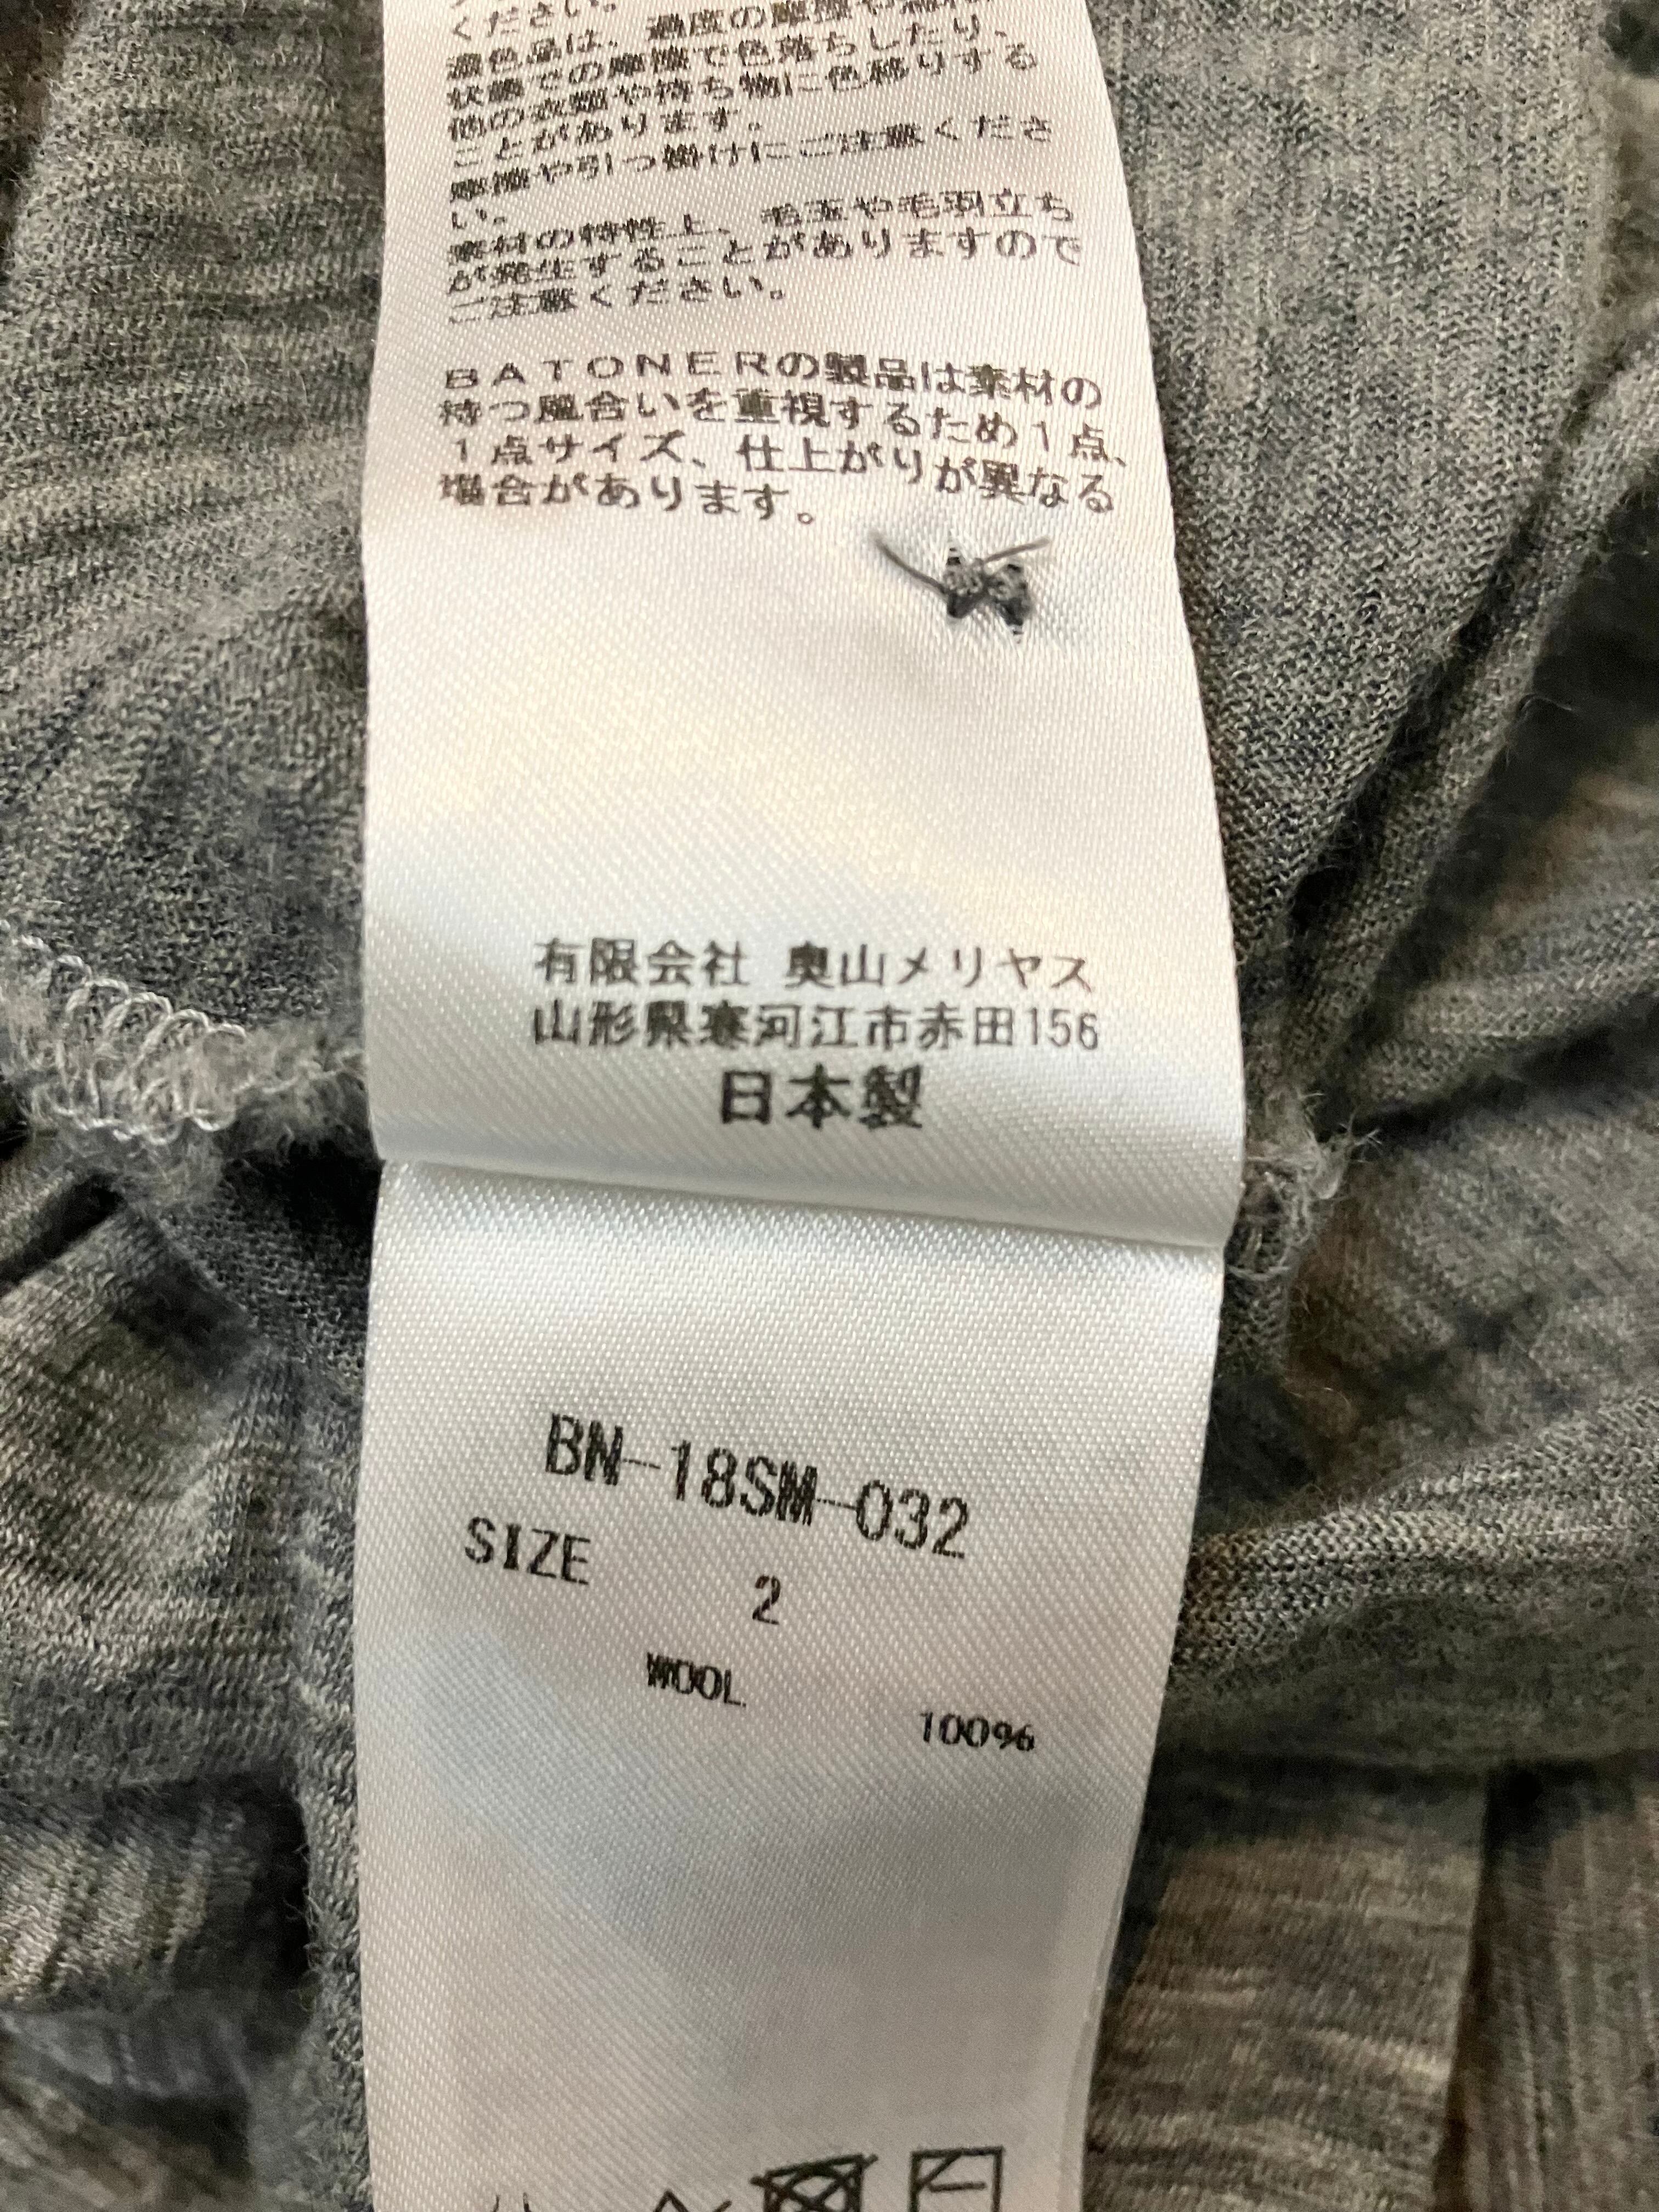 ください。
濃色品は、過度の摩擦や
状態での摩擦で色落ちしたり、
他の衣類や持ち物に色移りする
ことがあります。
摩擦や引っ掛けにご注意くださ
い。
素材の特性上、毛玉や毛羽立ち
が発生することがありますので
ご注意ください。
BATONERの製品は素材の
持つ風合いを重視するため1点、
1点サイズ、仕上がりが異なる
場合があります。
有限会社 奥山メリヤス
山形県寒河江市赤田156
日本製
BN-18SM-032
SIZE 2
WOOL
100%